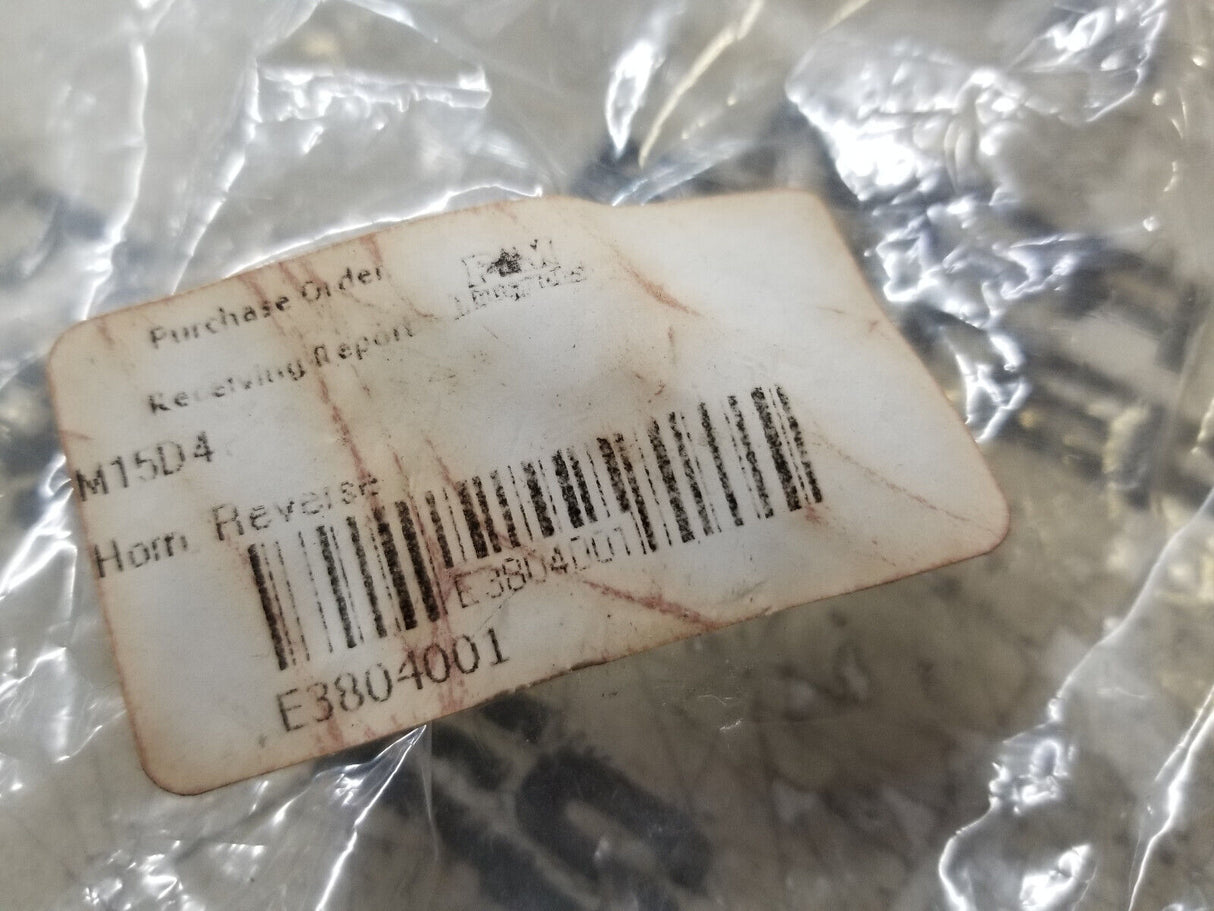 Purchase Order
Receiving Report
M15D4
Horn, Reverse
E3804001
E3804001